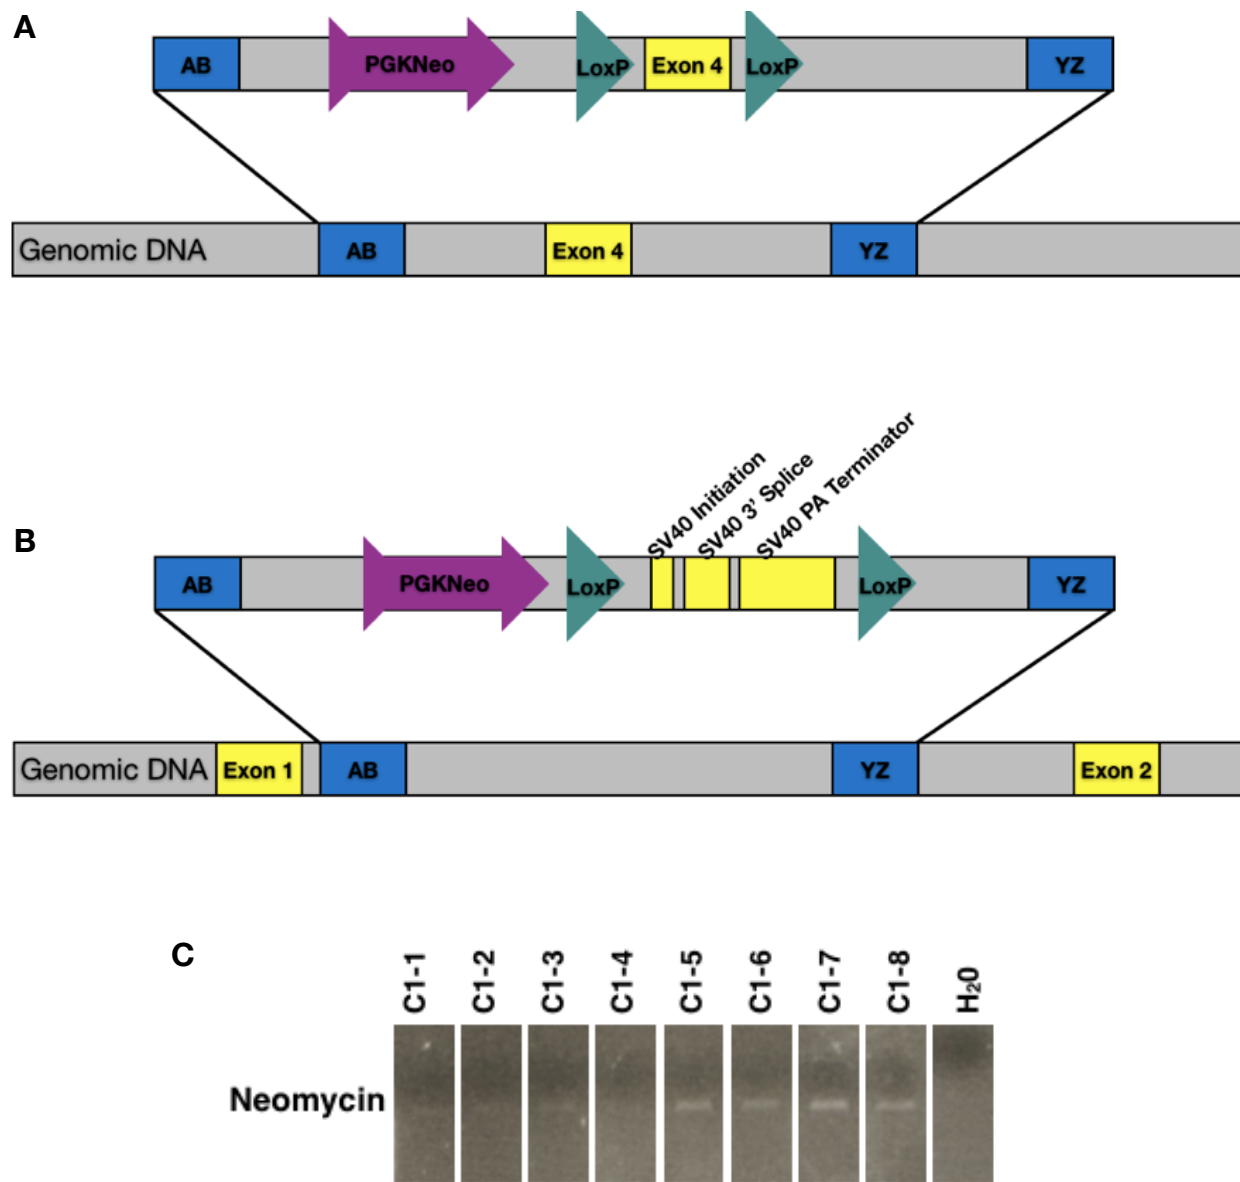 A
AB PGKNeo LoxP Exon 4 LoxP YZ
Genomic DNA AB Exon 4 YZ
SV40 Initiation
SV40 3' Splice
SV40 PA Terminator
B
AB PGKNeo LoxP LoxP YZ
Genomic DNA Exon 1 AB YZ Exon 2
C
C1-1 C1-2 C1-3 C1-4 C1-5 C1-6 C1-7 C1-8 H₂0
Neomycin